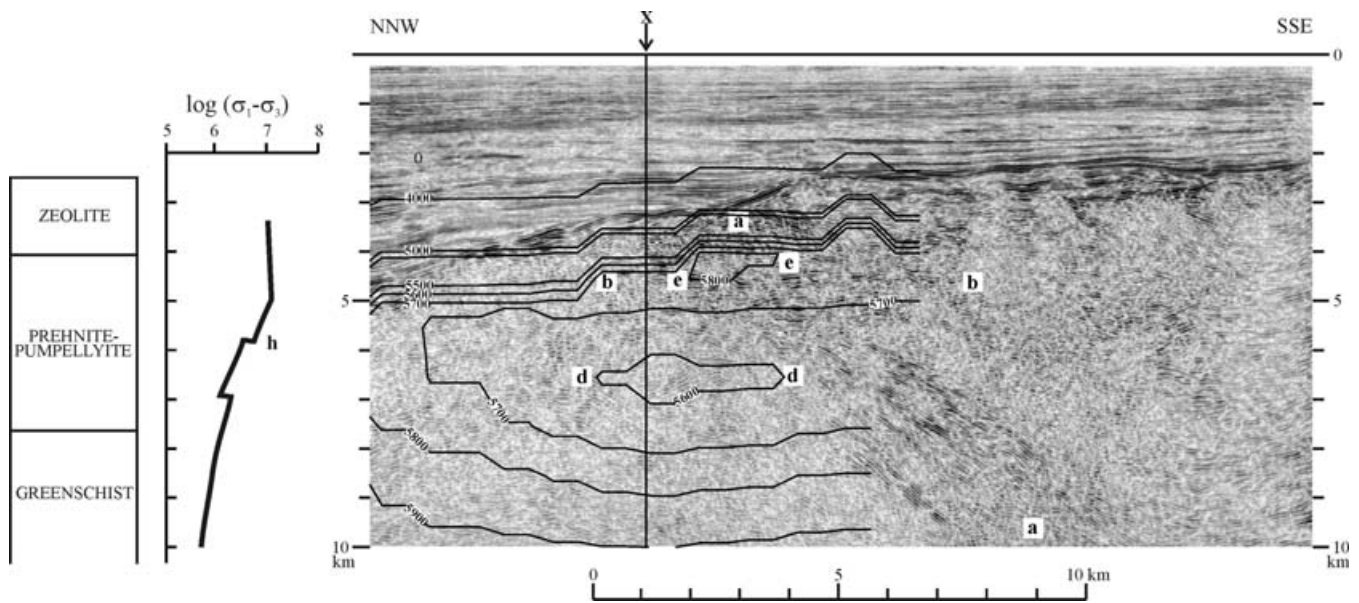 X
NNW
SSE
0
log (σ₁-σ₃)
5 6 7 8
0
4000
ZEOLITE
a
5000
5500
5600
5700
b
e
e
5800
b
5
5700
5
PREHNITE-
PUMPELLYITE
h
d
d
5600
5700
5800
GREENSCHIST
5900
a
10
km
10
km
0
5
10 km